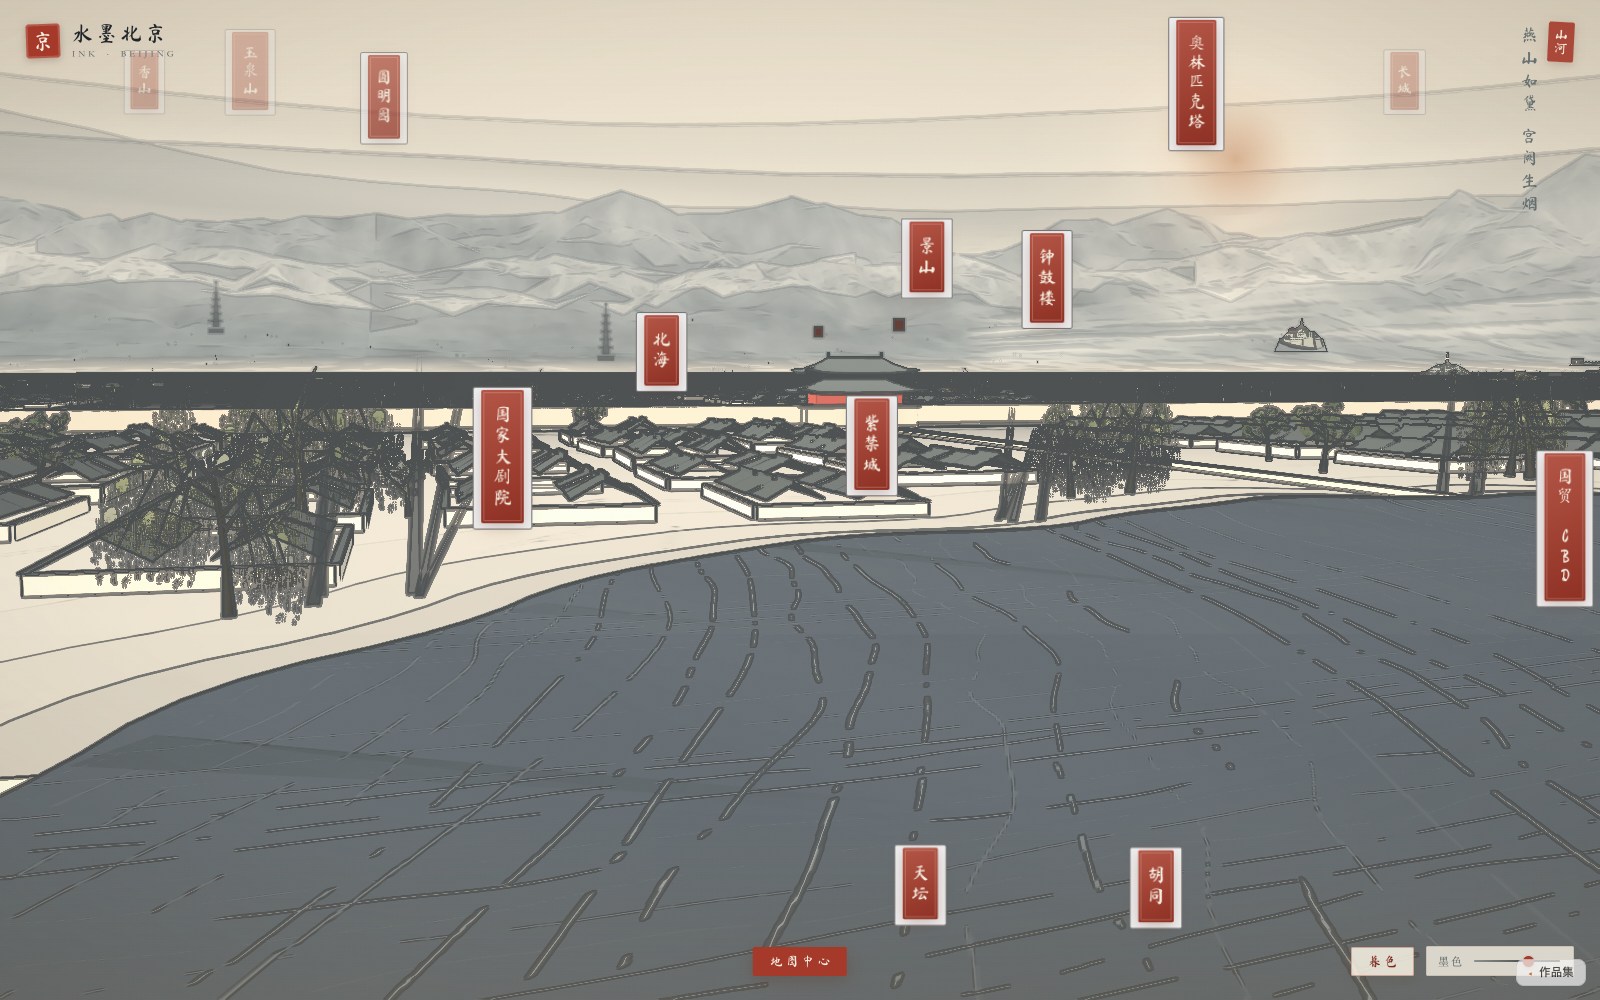 京
水墨北京
INK · BEIJING
香山
玉泉山
圆明园
奥林匹克塔
长城
燕山如黛 宫阙生烟
山河
景山
钟鼓楼
北海
国家大剧院
紫禁城
国贸 CBD
天坛
胡同
地图中心
暮色
墨色
作品集